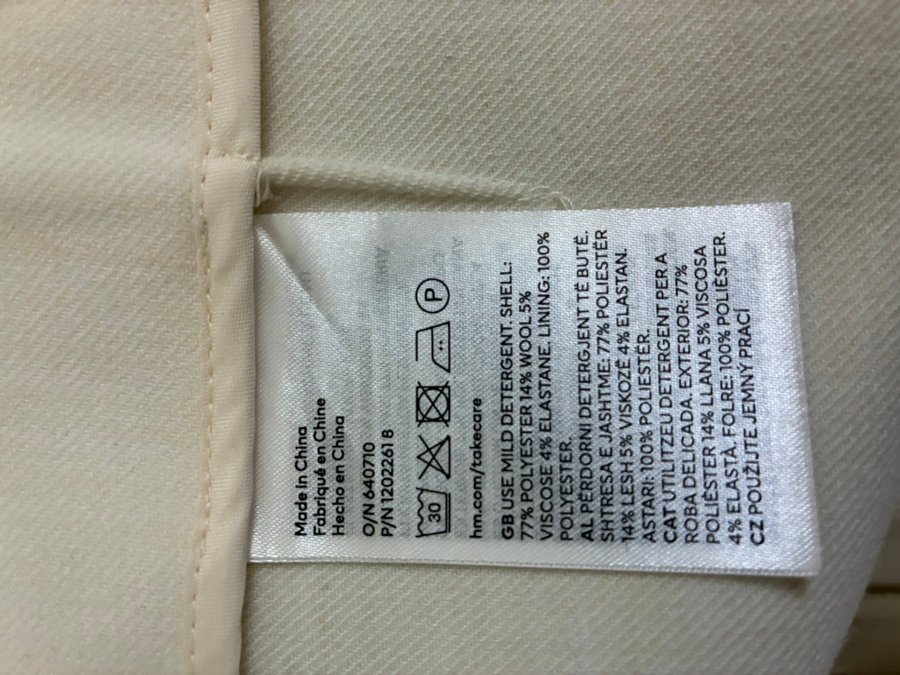 Made in China
Fabriqué en Chine
Hecho en China
O/N 640710
P/N 1202261 8
30
P
hm.com/takecare
GB USE MILD DETERGENT. SHELL:
77% POLYESTER 14% WOOL 5%
VISCOSE 4% ELASTANE. LINING: 100%
POLYESTER.
AL PËRDORNI DETERGJENT TË BUTË.
SHTRESA E JASHTME: 77% POLIESTËR
14% LESH 5% VISKOZË 4% ELASTAN.
ASTARI: 100% POLIESTËR.
CAT UTILITZEU DETERGENT PER A
ROBA DELICADA. EXTERIOR: 77%
POLIÈSTER 14% LLANA 5% VISCOSA
4% ELASTÀ. FOLRE: 100% POLIÈSTER.
CZ POUŽIJTE JEMNÝ PRACÍ